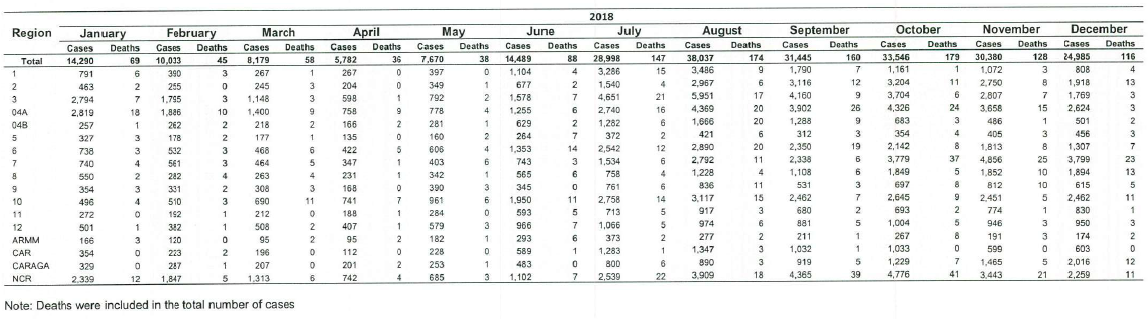 2018
Region January February March April May June July August September October November December
Cases Deaths Cases Deaths Cases Deaths Cases Deaths Cases Deaths Cases Deaths Cases Deaths Cases Deaths Cases Deaths Cases Deaths Cases Deaths Cases Deaths
Total 14,290 69 10,033 45 8,179 58 5,782 36 7,670 38 14,489 88 28,998 147 38,037 174 31,445 160 33,546 179 30,380 128 24,985 116
1 791 6 390 3 267 1 267 0 397 0 1,104 4 3,286 15 3,486 9 1,790 7 1,161 1 1,072 3 808 4
2 463 2 255 0 245 3 204 0 349 1 677 2 1,540 4 2,967 6 3,116 12 3,204 11 2,750 8 1,918 13
3 2,794 7 1,795 3 1,148 3 598 1 792 2 1,578 7 4,651 21 5,951 17 4,160 9 3,704 6 2,807 7 1,769 3
04A 2,819 18 1,886 10 1,400 9 758 9 778 4 1,255 6 2,740 16 4,369 20 3,902 26 4,326 24 3,658 15 2,624 3
04B 257 1 262 2 218 2 166 2 281 1 629 2 1,282 6 1,666 20 1,288 9 683 3 486 1 501 2
5 327 3 178 2 177 1 135 0 160 2 264 7 372 2 421 6 312 3 354 4 405 3 456 3
6 738 3 532 3 468 6 422 5 606 4 1,353 14 2,542 12 2,890 20 2,350 19 2,142 8 1,813 8 1,307 7
7 740 4 561 3 464 5 347 1 403 6 743 3 1,534 6 2,792 11 2,338 6 3,779 37 4,856 25 3,799 23
8 550 2 282 4 263 4 231 1 342 1 565 6 758 4 1,228 4 1,108 6 1,849 5 1,852 10 1,894 13
9 354 3 331 2 308 3 168 0 390 3 345 0 761 6 836 11 531 3 697 8 812 10 615 5
10 496 4 510 3 690 11 741 7 961 6 1,950 11 2,758 14 3,117 15 2,462 7 2,645 9 2,451 5 2,462 11
11 272 0 192 1 212 0 188 1 284 0 593 5 713 5 917 3 680 2 693 2 774 1 830 1
12 501 1 382 1 508 2 407 1 579 3 966 7 1,066 5 974 6 881 5 1,004 5 946 3 950 3
ARMM 166 3 120 0 95 2 95 2 182 1 293 6 373 2 277 2 211 1 267 8 191 3 174 2
CAR 354 0 223 2 196 0 112 0 228 0 589 1 1,283 1 1,347 3 1,032 1 1,033 0 599 0 603 0
CARAGA 329 0 287 1 207 0 201 2 253 1 483 0 800 6 890 3 919 5 1,229 7 1,465 5 2,016 12
NCR 2,339 12 1,847 5 1,313 6 742 4 685 3 1,102 7 2,539 22 3,909 18 4,365 39 4,776 41 3,443 21 2,259 11
Note: Deaths were included in the total number of cases